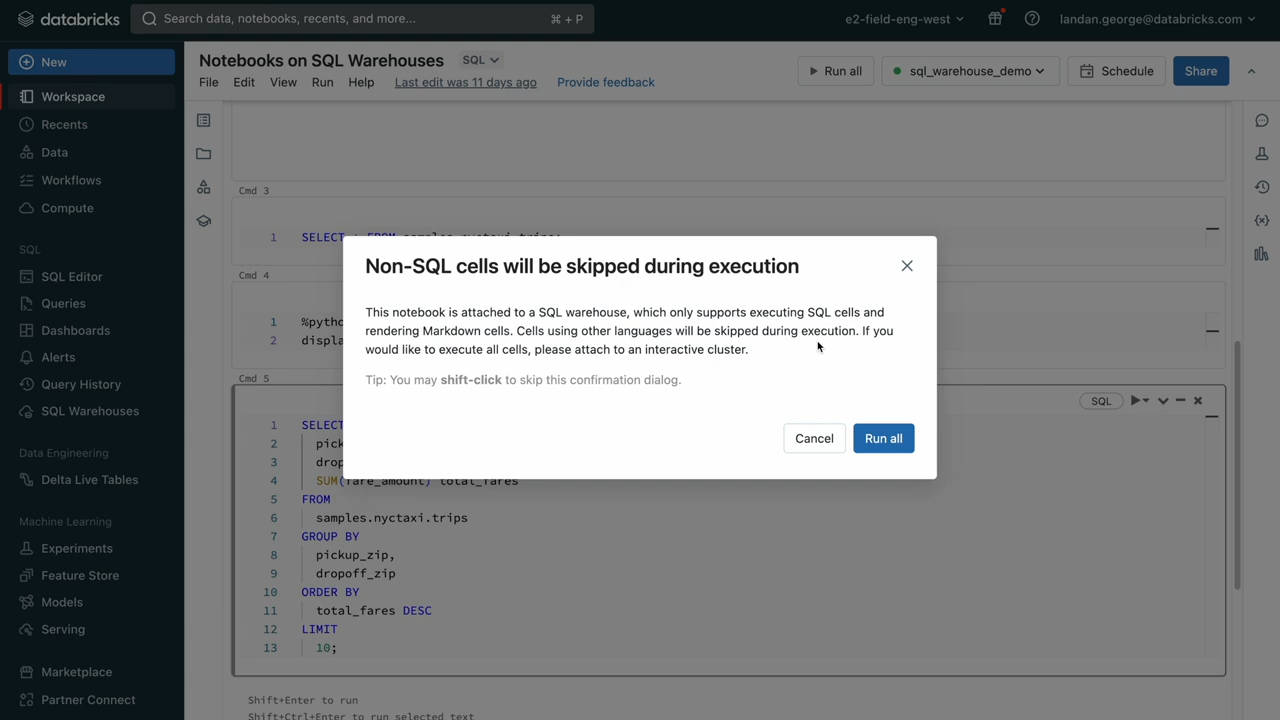 databricks
Search data, notebooks, recents, and more...
⌘ + P
e2-field-eng-west
landan.george@databricks.com
New
Workspace
Recents
Data
Workflows
Compute
SQL
SQL Editor
Queries
Dashboards
Alerts
Query History
SQL Warehouses
Data Engineering
Delta Live Tables
Machine Learning
Experiments
Feature Store
Models
Serving
Marketplace
Partner Connect
Notebooks on SQL Warehouses
SQL
File Edit View Run Help Last edit was 11 days ago Provide feedback
Run all
sql_warehouse_demo
Schedule
Share
Cmd 3
1 SELECT * FROM samples.nyctaxi.trips;
Cmd 4
1 %pytho
2 displa
Cmd 5
SQL
1 SELECT
2 pick
3 drop
4 SUM(fare_amount) total_fares
5 FROM
6 samples.nyctaxi.trips
7 GROUP BY
8 pickup_zip,
9 dropoff_zip
10 ORDER BY
11 total_fares DESC
12 LIMIT
13 10;
Shift+Enter to run
Shift+Ctrl+Enter to run selected text
Non-SQL cells will be skipped during execution
This notebook is attached to a SQL warehouse, which only supports executing SQL cells and
rendering Markdown cells. Cells using other languages will be skipped during execution. If you
would like to execute all cells, please attach to an interactive cluster.
Tip: You may shift-click to skip this confirmation dialog.
Cancel
Run all